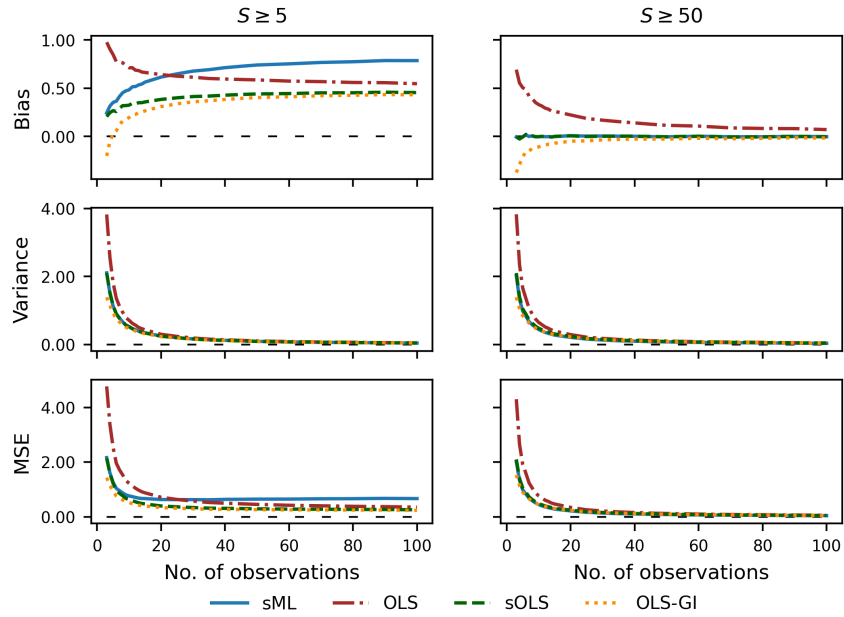 S ≥ 5
S ≥ 50
1.00
0.50
0.00
Bias
4.00
2.00
0.00
Variance
4.00
2.00
0.00
MSE
0 20 40 60 80 100
0 20 40 60 80 100
No. of observations
No. of observations
sML OLS sOLS OLS-GI